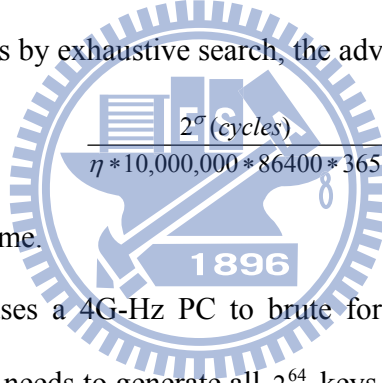 s by exhaustive search, the adv
2^σ (cycles)
η *10,000,000 *86400 *365
E S
me.
1896
ses a 4G-Hz PC to brute for
needs to generate all 2^64 keys